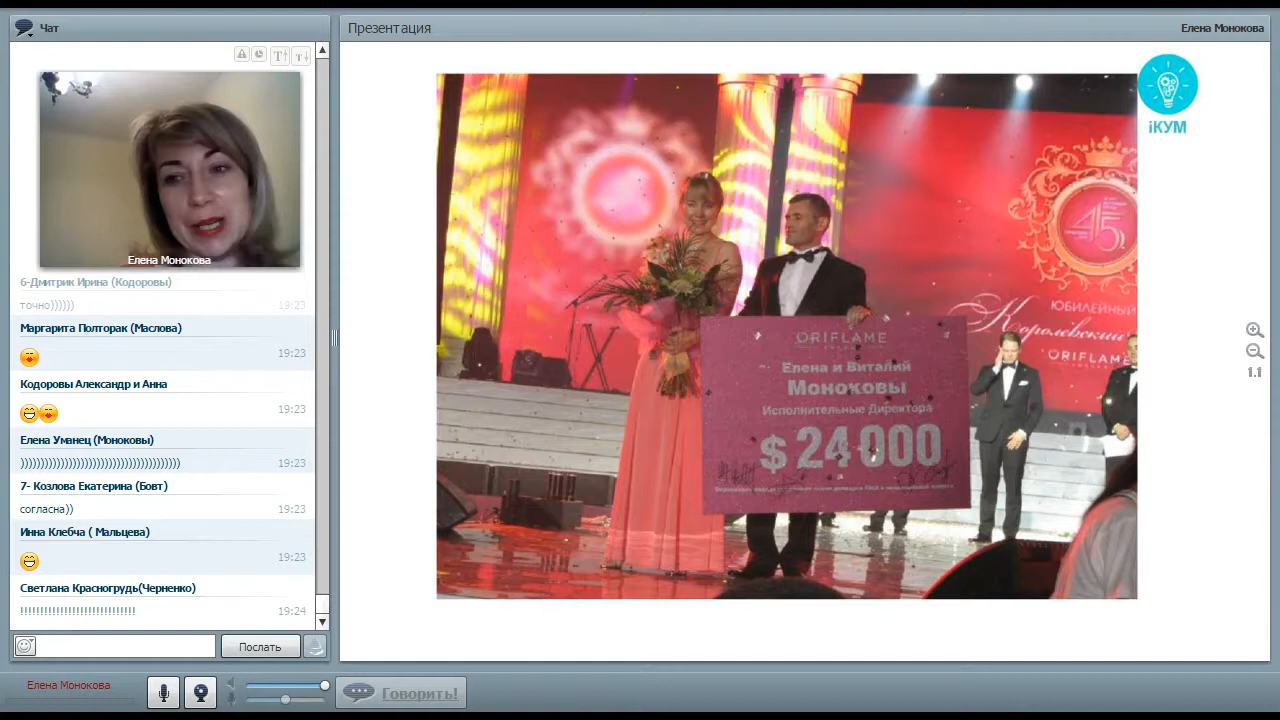 Чат
Елена Монокова
6-Дмитрик Ирина (Кодоровы)
точно))))))
19:23
Маргарита Полторак (Маслова)
19:23
Кодоровы Александр и Анна
19:23
Елена Уманец (Моноковы)
))))))))))))))))))))))))))))))))))))))))
19:23
7- Козлова Екатерина (Бовт)
согласна))
19:23
Инна Клебча ( Мальцева)
19:23
Светлана Красногрудь(Черненко)
!!!!!!!!!!!!!!!!!!!!!!!!!!!!!
19:24
Послать
Елена Монокова
Говорить!
Презентация
Елена Монокова
iКУМ
45
ЮБИЛЕЙНЫЙ
Королевский
ORIFLAME
ORIFLAME
Елена и Виталий
Моноковы
Исполнительные Директора
$ 24 000
1:1